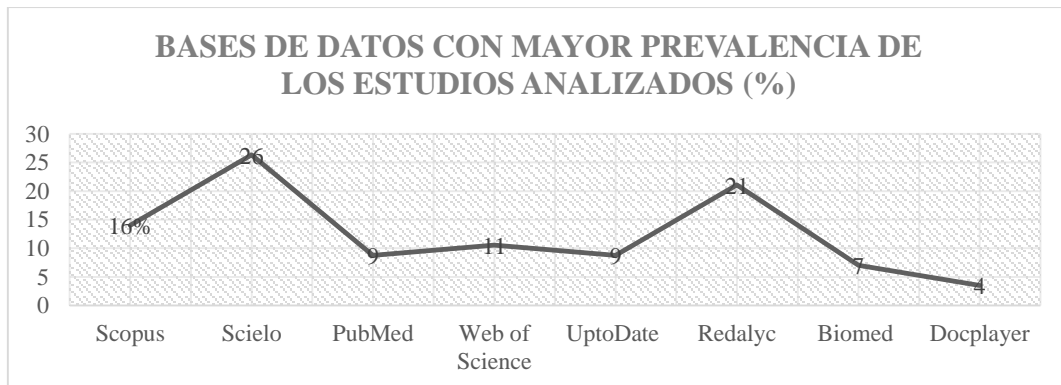 BASES DE DATOS CON MAYOR PREVALENCIA DE
LOS ESTUDIOS ANALIZADOS (%)
30
25
20
15
10
5
0
16%
26
9
11
9
21
7
4
Scopus
Scielo
PubMed
Web of
Science
UptoDate
Redalyc
Biomed
Docplayer